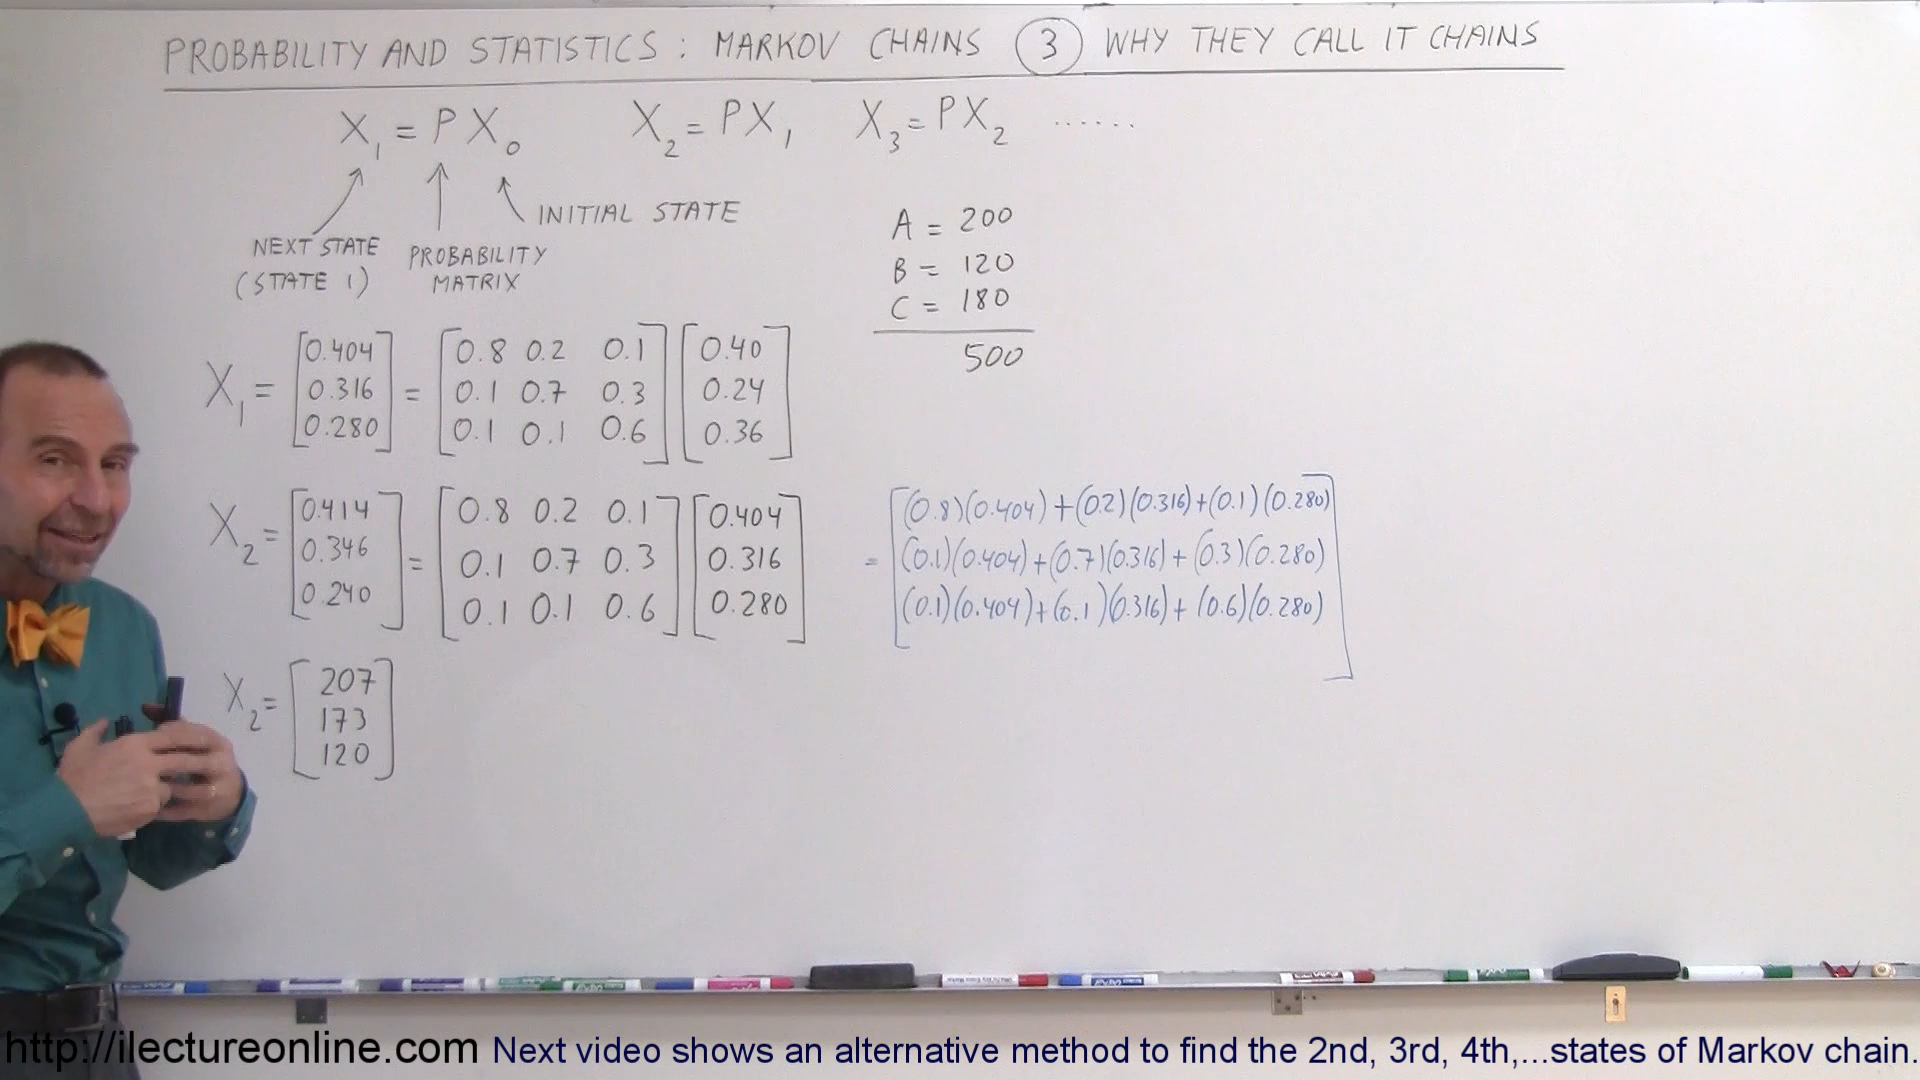 PROBABILITY AND STATISTICS : MARKOV CHAINS 3 WHY THEY CALL IT CHAINS
X₁ = P X₀ X₂ = PX₁ X₃ = PX₂ ......
INITIAL STATE
NEXT STATE
(STATE 1)
PROBABILITY
MATRIX
A = 200
B = 120
C = 180
500
X₁ = [0.404] = [0.8 0.2 0.1] [0.40]
[0.316] [0.1 0.7 0.3] [0.24]
[0.280] [0.1 0.1 0.6] [0.36]
X₂ = [0.414] = [0.8 0.2 0.1] [0.404] = [(0.8)(0.404) + (0.2)(0.316) + (0.1)(0.280)]
[0.346] [0.1 0.7 0.3] [0.316] [(0.1)(0.404) + (0.7)(0.316) + (0.3)(0.280)]
[0.240] [0.1 0.1 0.6] [0.280] [(0.1)(0.404) + (0.1)(0.316) + (0.6)(0.280)]
X₂ = [207]
[173]
[120]
http://ilectureonline.com Next video shows an alternative method to find the 2nd, 3rd, 4th,...states of Markov chain.